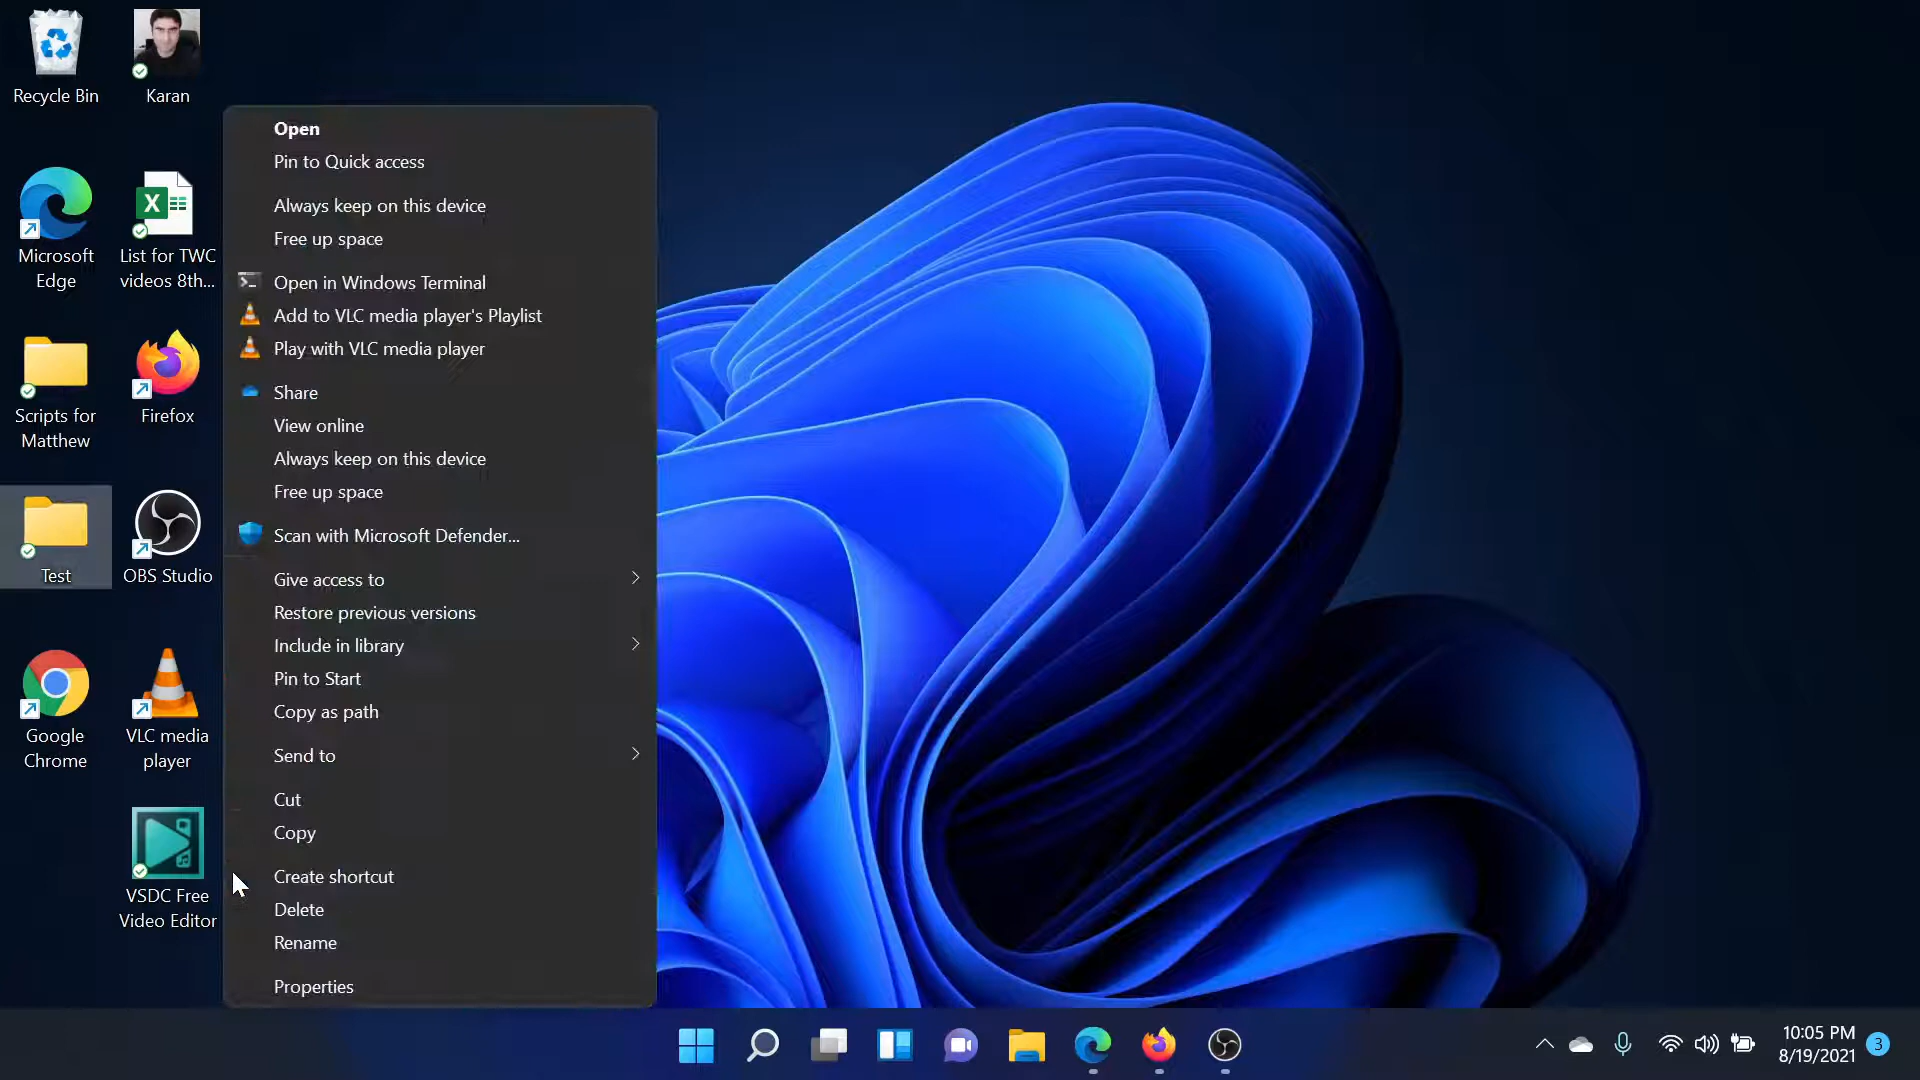 Recycle Bin
Karan
Microsoft
Edge
List for TWC
videos 8th...
Scripts for
Matthew
Firefox
Test
OBS Studio
Google
Chrome
VLC media
player
VSDC Free
Video Editor
Open
Pin to Quick access
Always keep on this device
Free up space
Open in Windows Terminal
Add to VLC media player's Playlist
Play with VLC media player
Share
View online
Always keep on this device
Free up space
Scan with Microsoft Defender...
Give access to
Restore previous versions
Include in library
Pin to Start
Copy as path
Send to
Cut
Copy
Create shortcut
Delete
Rename
Properties
10:05 PM
8/19/2021
3